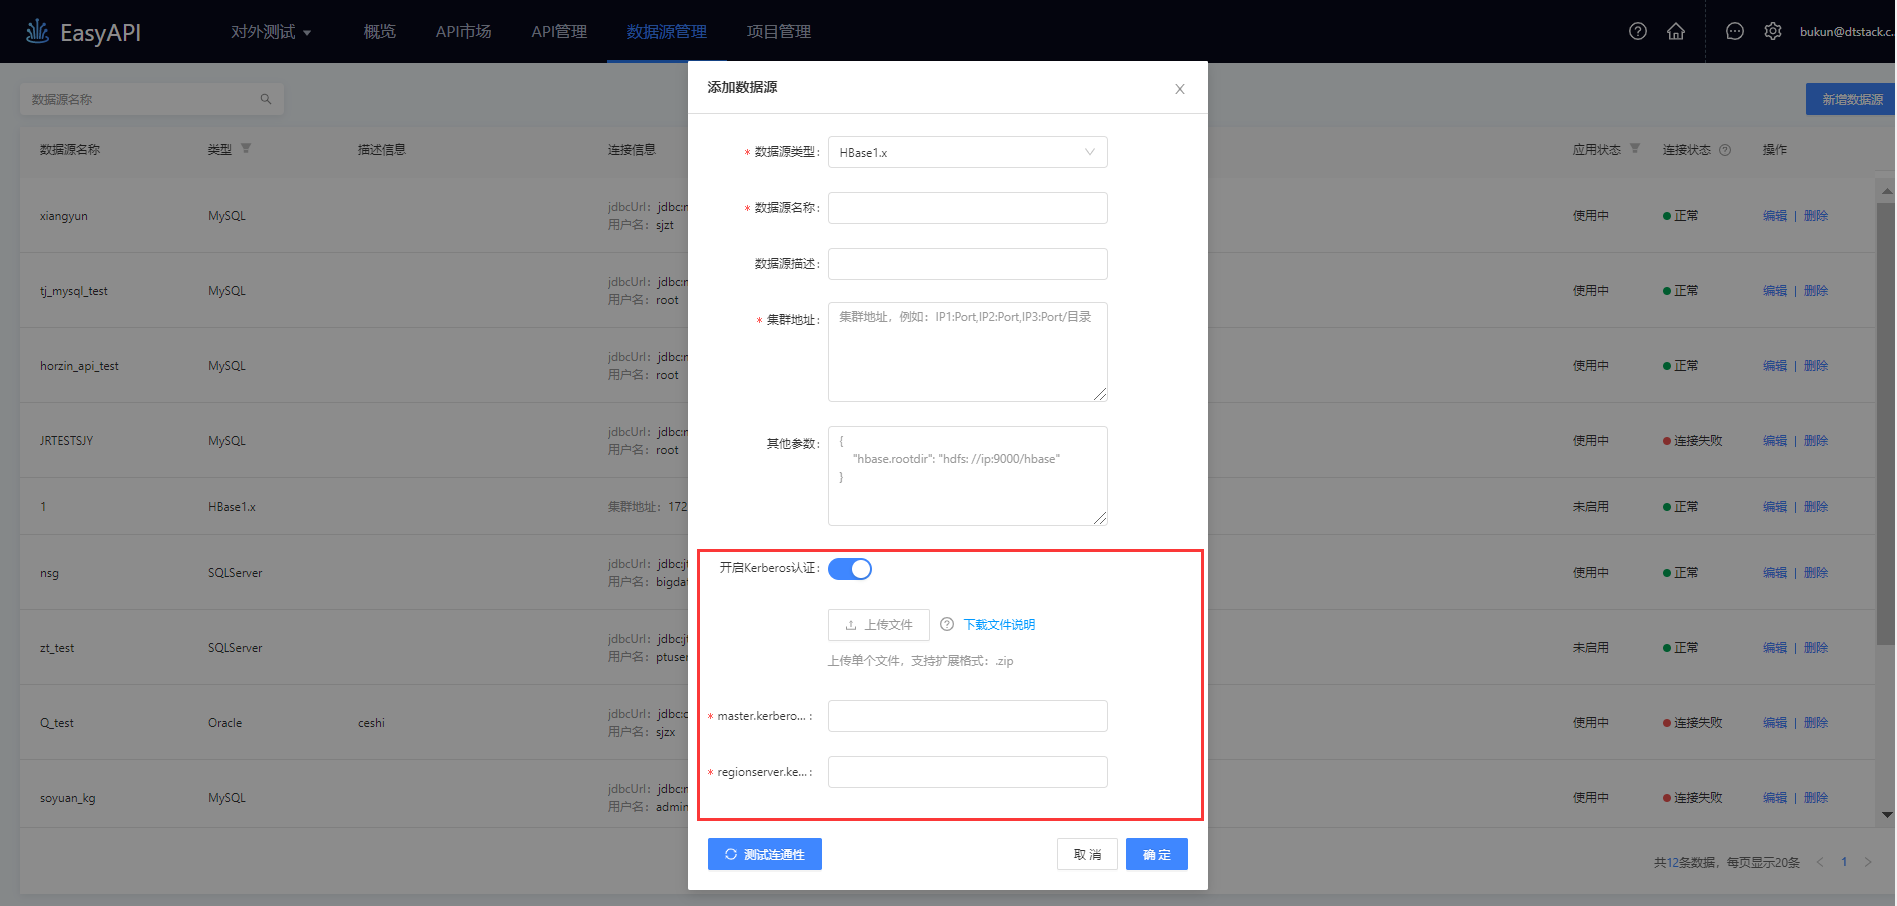 EasyAPI
对外测试
概览
API市场
API管理
数据源管理
项目管理
bukun@dtstack.c...
数据源名称
新增数据源
数据源名称
类型
描述信息
连接信息
应用状态
连接状态
操作
xiangyun
MySQL
jdbcUrl：jdbc:
用户名：sjzt
使用中
正常
编辑 | 删除
tj_mysql_test
MySQL
jdbcUrl：jdbc:
用户名：root
使用中
正常
编辑 | 删除
horzin_api_test
MySQL
jdbcUrl：jdbc:
用户名：root
使用中
正常
编辑 | 删除
JRTESTSJY
MySQL
jdbcUrl：jdbc:
用户名：root
使用中
连接失败
编辑 | 删除
1
HBase1.x
集群地址：172
未启用
正常
编辑 | 删除
nsg
SQLServer
jdbcUrl：jdbc:
用户名：bigda
使用中
正常
编辑 | 删除
zt_test
SQLServer
jdbcUrl：jdbc:
用户名：ptuser
未启用
正常
编辑 | 删除
Q_test
Oracle
ceshi
jdbcUrl：jdbc:
用户名：sjzx
使用中
连接失败
编辑 | 删除
soyuan_kg
MySQL
jdbcUrl：jdbc:
用户名：admin
使用中
连接失败
编辑 | 删除
共12条数据，每页显示20条 < 1 >
添加数据源
* 数据源类型：
HBase1.x
* 数据源名称：
数据源描述：
* 集群地址：
集群地址，例如：IP1:Port,IP2:Port,IP3:Port/目录
其他参数：
{
"hbase.rootdir": "hdfs: //ip:9000/hbase"
}
开启Kerberos认证：
上传文件
下载文件说明
上传单个文件，支持扩展格式：.zip
* master.kerbero...：
* regionserver.ke...：
测试连通性
取 消
确 定